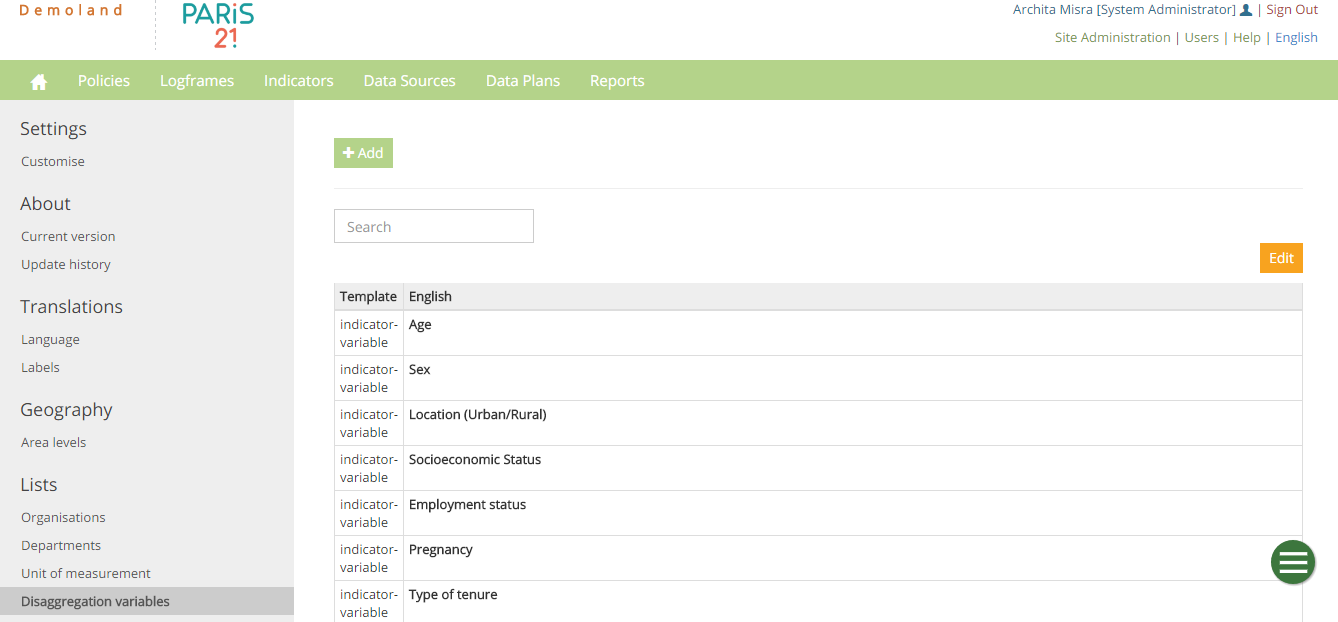 Demoland
PARiS
21!
Archita Misra [System Administrator] | Sign Out
Site Administration | Users | Help | English
Policies Logframes Indicators Data Sources Data Plans Reports
Settings
Customise
About
Current version
Update history
Translations
Language
Labels
Geography
Area levels
Lists
Organisations
Departments
Unit of measurement
Disaggregation variables
Add
Search
Edit
Template English
indicator-
variable
Age
indicator-
variable
Sex
indicator-
variable
Location (Urban/Rural)
indicator-
variable
Socioeconomic Status
indicator-
variable
Employment status
indicator-
variable
Pregnancy
indicator-
variable
Type of tenure